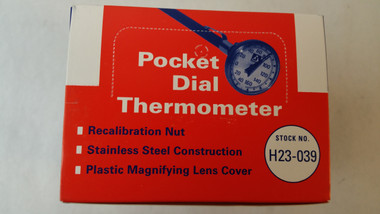 Pocket
Dial
Thermometer
Recalibration Nut
Stainless Steel Construction
Plastic Magnifying Lens Cover
STOCK NO.
H23-039